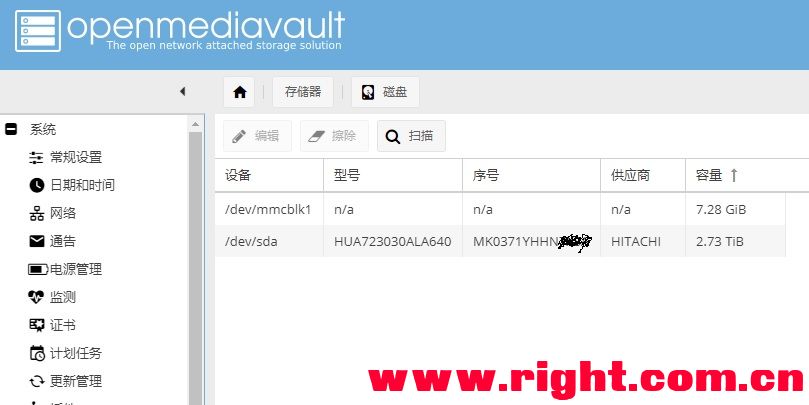 openmediavault
The open network attached storage solution
存储器
磁盘
系统
编辑
擦除
扫描
常规设置
设备 型号 序号 供应商 容量
日期和时间
/dev/mmcblk1 n/a n/a n/a 7.28 GiB
网络
/dev/sda HUA723030ALA640 MK0371YHHN HITACHI 2.73 TiB
通告
电源管理
监测
证书
计划任务
更新管理
www.right.com.cn